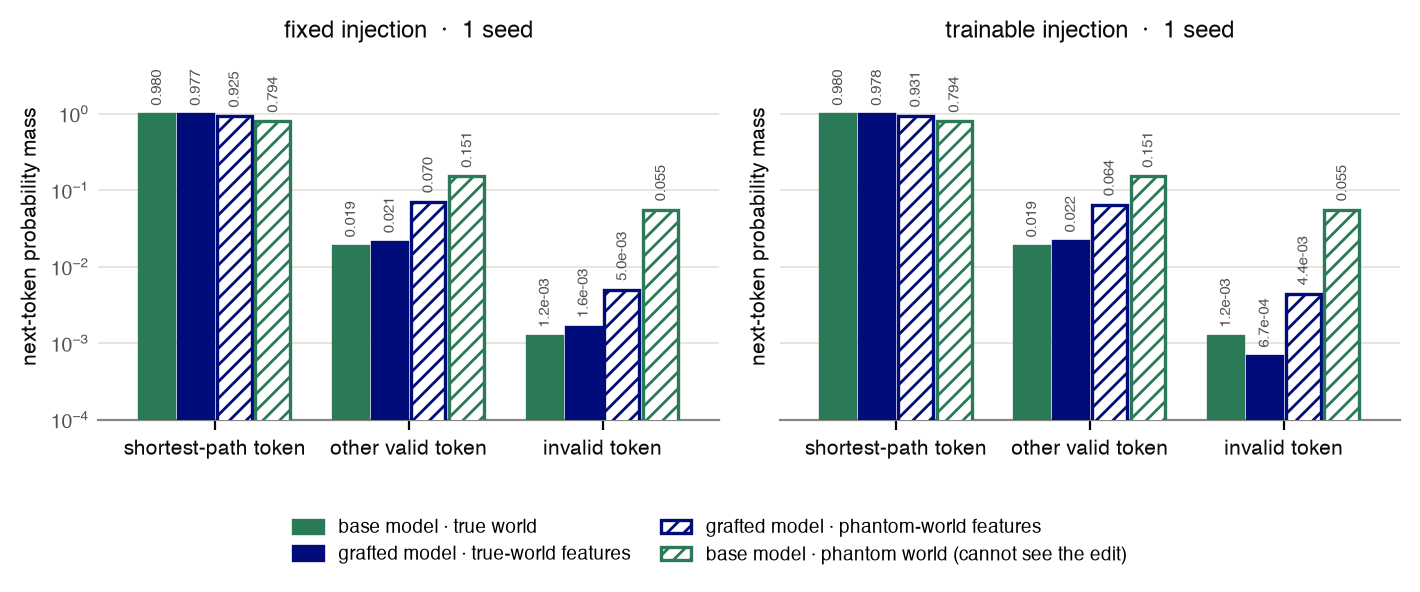 fixed injection · 1 seed
trainable injection · 1 seed
next-token probability mass
10⁰
10⁻¹
10⁻²
10⁻³
10⁻⁴
0.980
0.977
0.925
0.794
0.019
0.021
0.070
0.151
1.2e-03
1.6e-03
5.0e-03
0.055
shortest-path token
other valid token
invalid token
next-token probability mass
0.980
0.978
0.931
0.794
0.019
0.022
0.064
0.151
1.2e-03
6.7e-04
4.4e-03
0.055
shortest-path token
other valid token
invalid token
base model · true world
grafted model · true-world features
grafted model · phantom-world features
base model · phantom world (cannot see the edit)